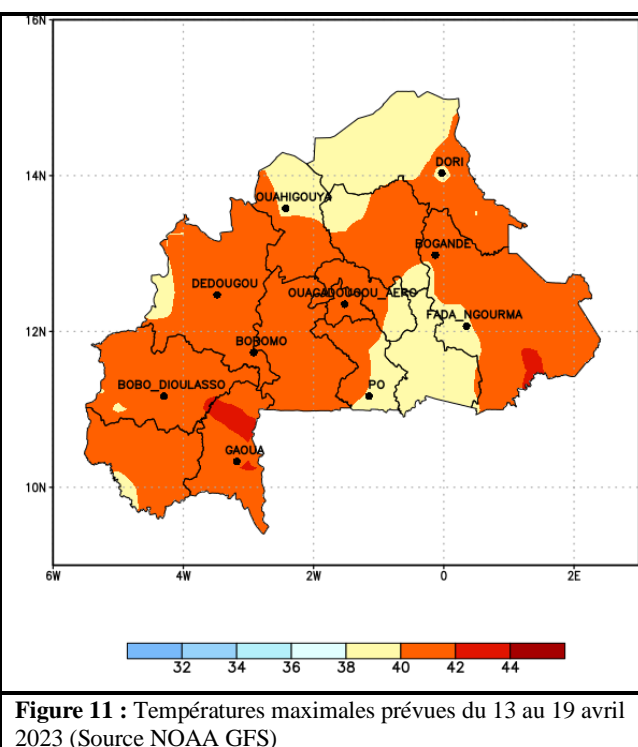 16N
14N
DORI
OUAHIGOUYA
BOGANDE
DEDOUGOU
OUAGADOUGOU_AERO
FADA_NGOURMA
12N
BOROMO
BOBO_DIOULASSO
PO
GAOUA
10N
6W 4W 2W 0 2E
32 34 36 38 40 42 44
Figure 11 : Températures maximales prévues du 13 au 19 avril
2023 (Source NOAA GFS)